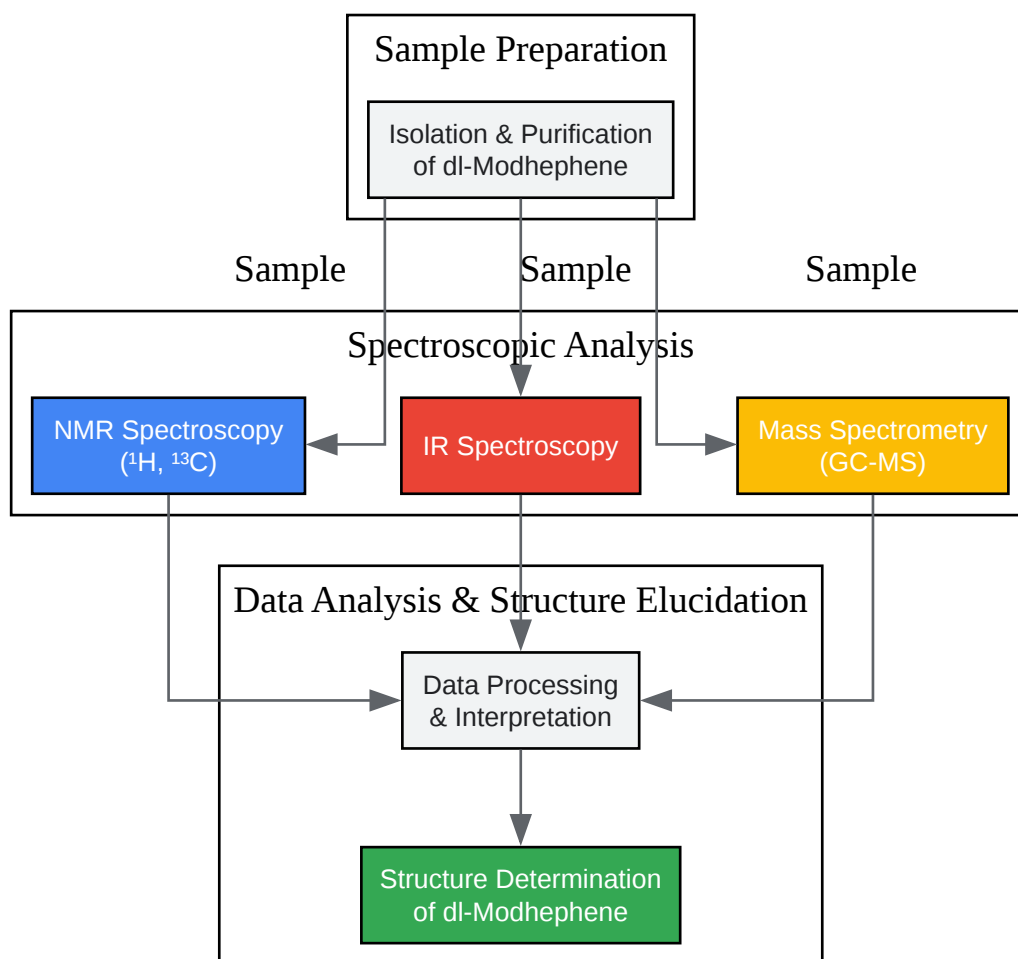 Sample Preparation
Isolation & Purification
of dl-Modhephene
Sample
Sample
Sample
Spectroscopic Analysis
NMR Spectroscopy
(¹H, ¹³C)
IR Spectroscopy
Mass Spectrometry
(GC-MS)
Data Analysis & Structure Elucidation
Data Processing
& Interpretation
Structure Determination
of dl-Modhephene